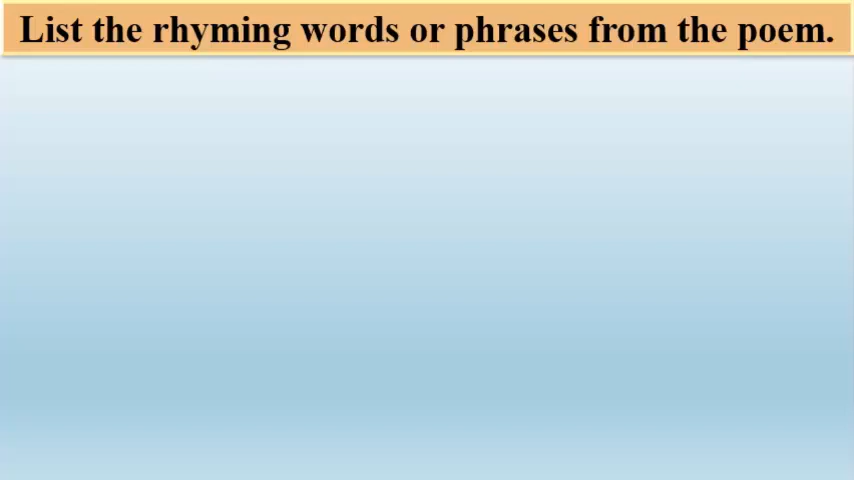 List the rhyming words or phrases from the poem.